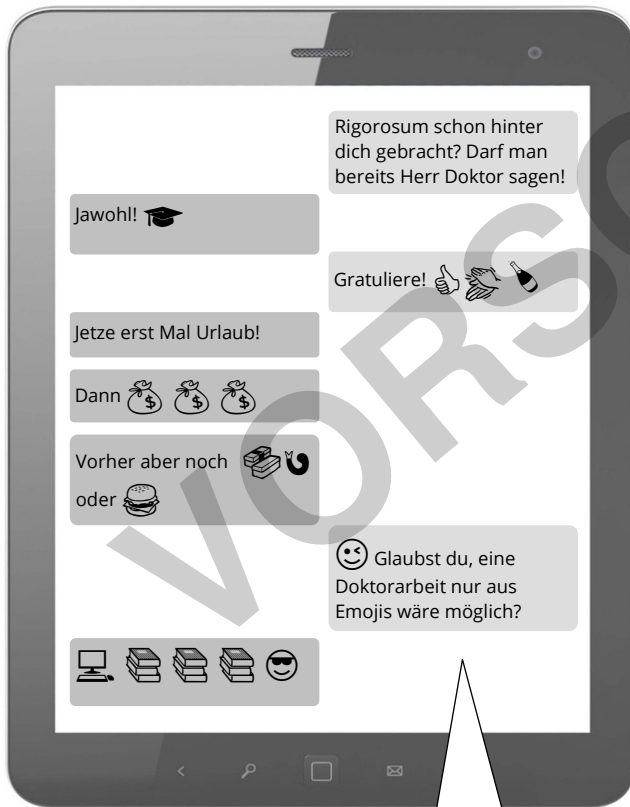 Rigorosum schon hinter
dich gebracht? Darf man
bereits Herr Doktor sagen!
Jawohl! 🎓
Gratuliere! 👍👏🍾
Jetze erst Mal Urlaub!
Dann 💰💰💰
Vorher aber noch 💵🍤
oder 🍔
😉 Glaubst du, eine
Doktorarbeit nur aus
Emojis wäre möglich?
🖥️📚📚📚😎
VORS